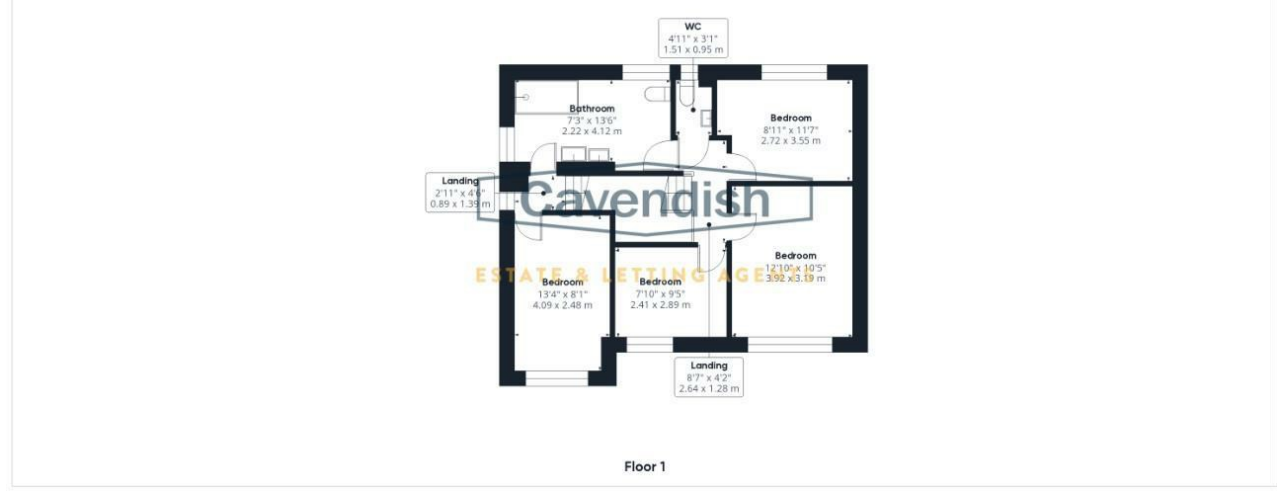 WC
4'11" x 3'1"
1.51 x 0.95 m
Bathroom
7'3" x 13'6"
2.22 x 4.12 m
Bedroom
8'11" x 11'7"
2.72 x 3.55 m
Landing
2'11" x 4'6"
0.89 x 1.39 m
Cavendish
ESTATE & LETTING AGENTS
Bedroom
12'10" x 10'5"
3.92 x 3.19 m
Bedroom
13'4" x 8'1"
4.09 x 2.48 m
Bedroom
7'10" x 9'5"
2.41 x 2.89 m
Landing
8'7" x 4'2"
2.64 x 1.28 m
Floor 1